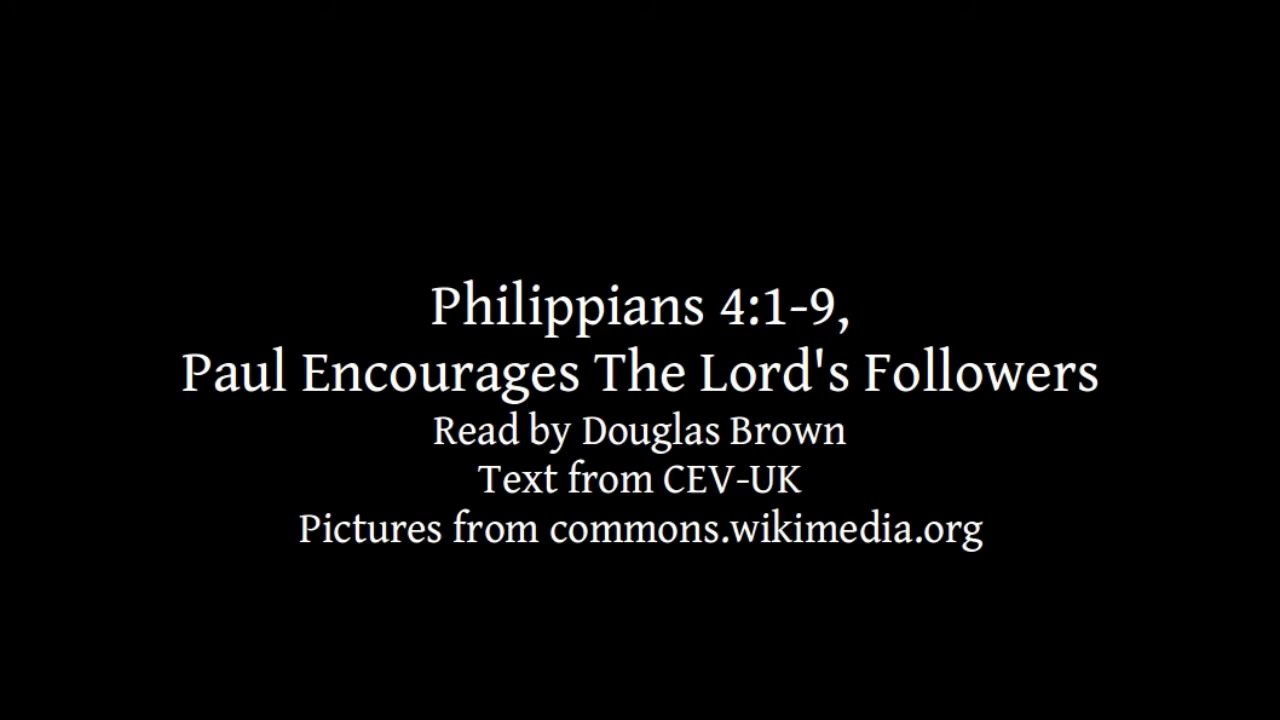 Philippians 4:1-9,
Paul Encourages The Lord's Followers
Read by Douglas Brown
Text from CEV-UK
Pictures from commons.wikimedia.org